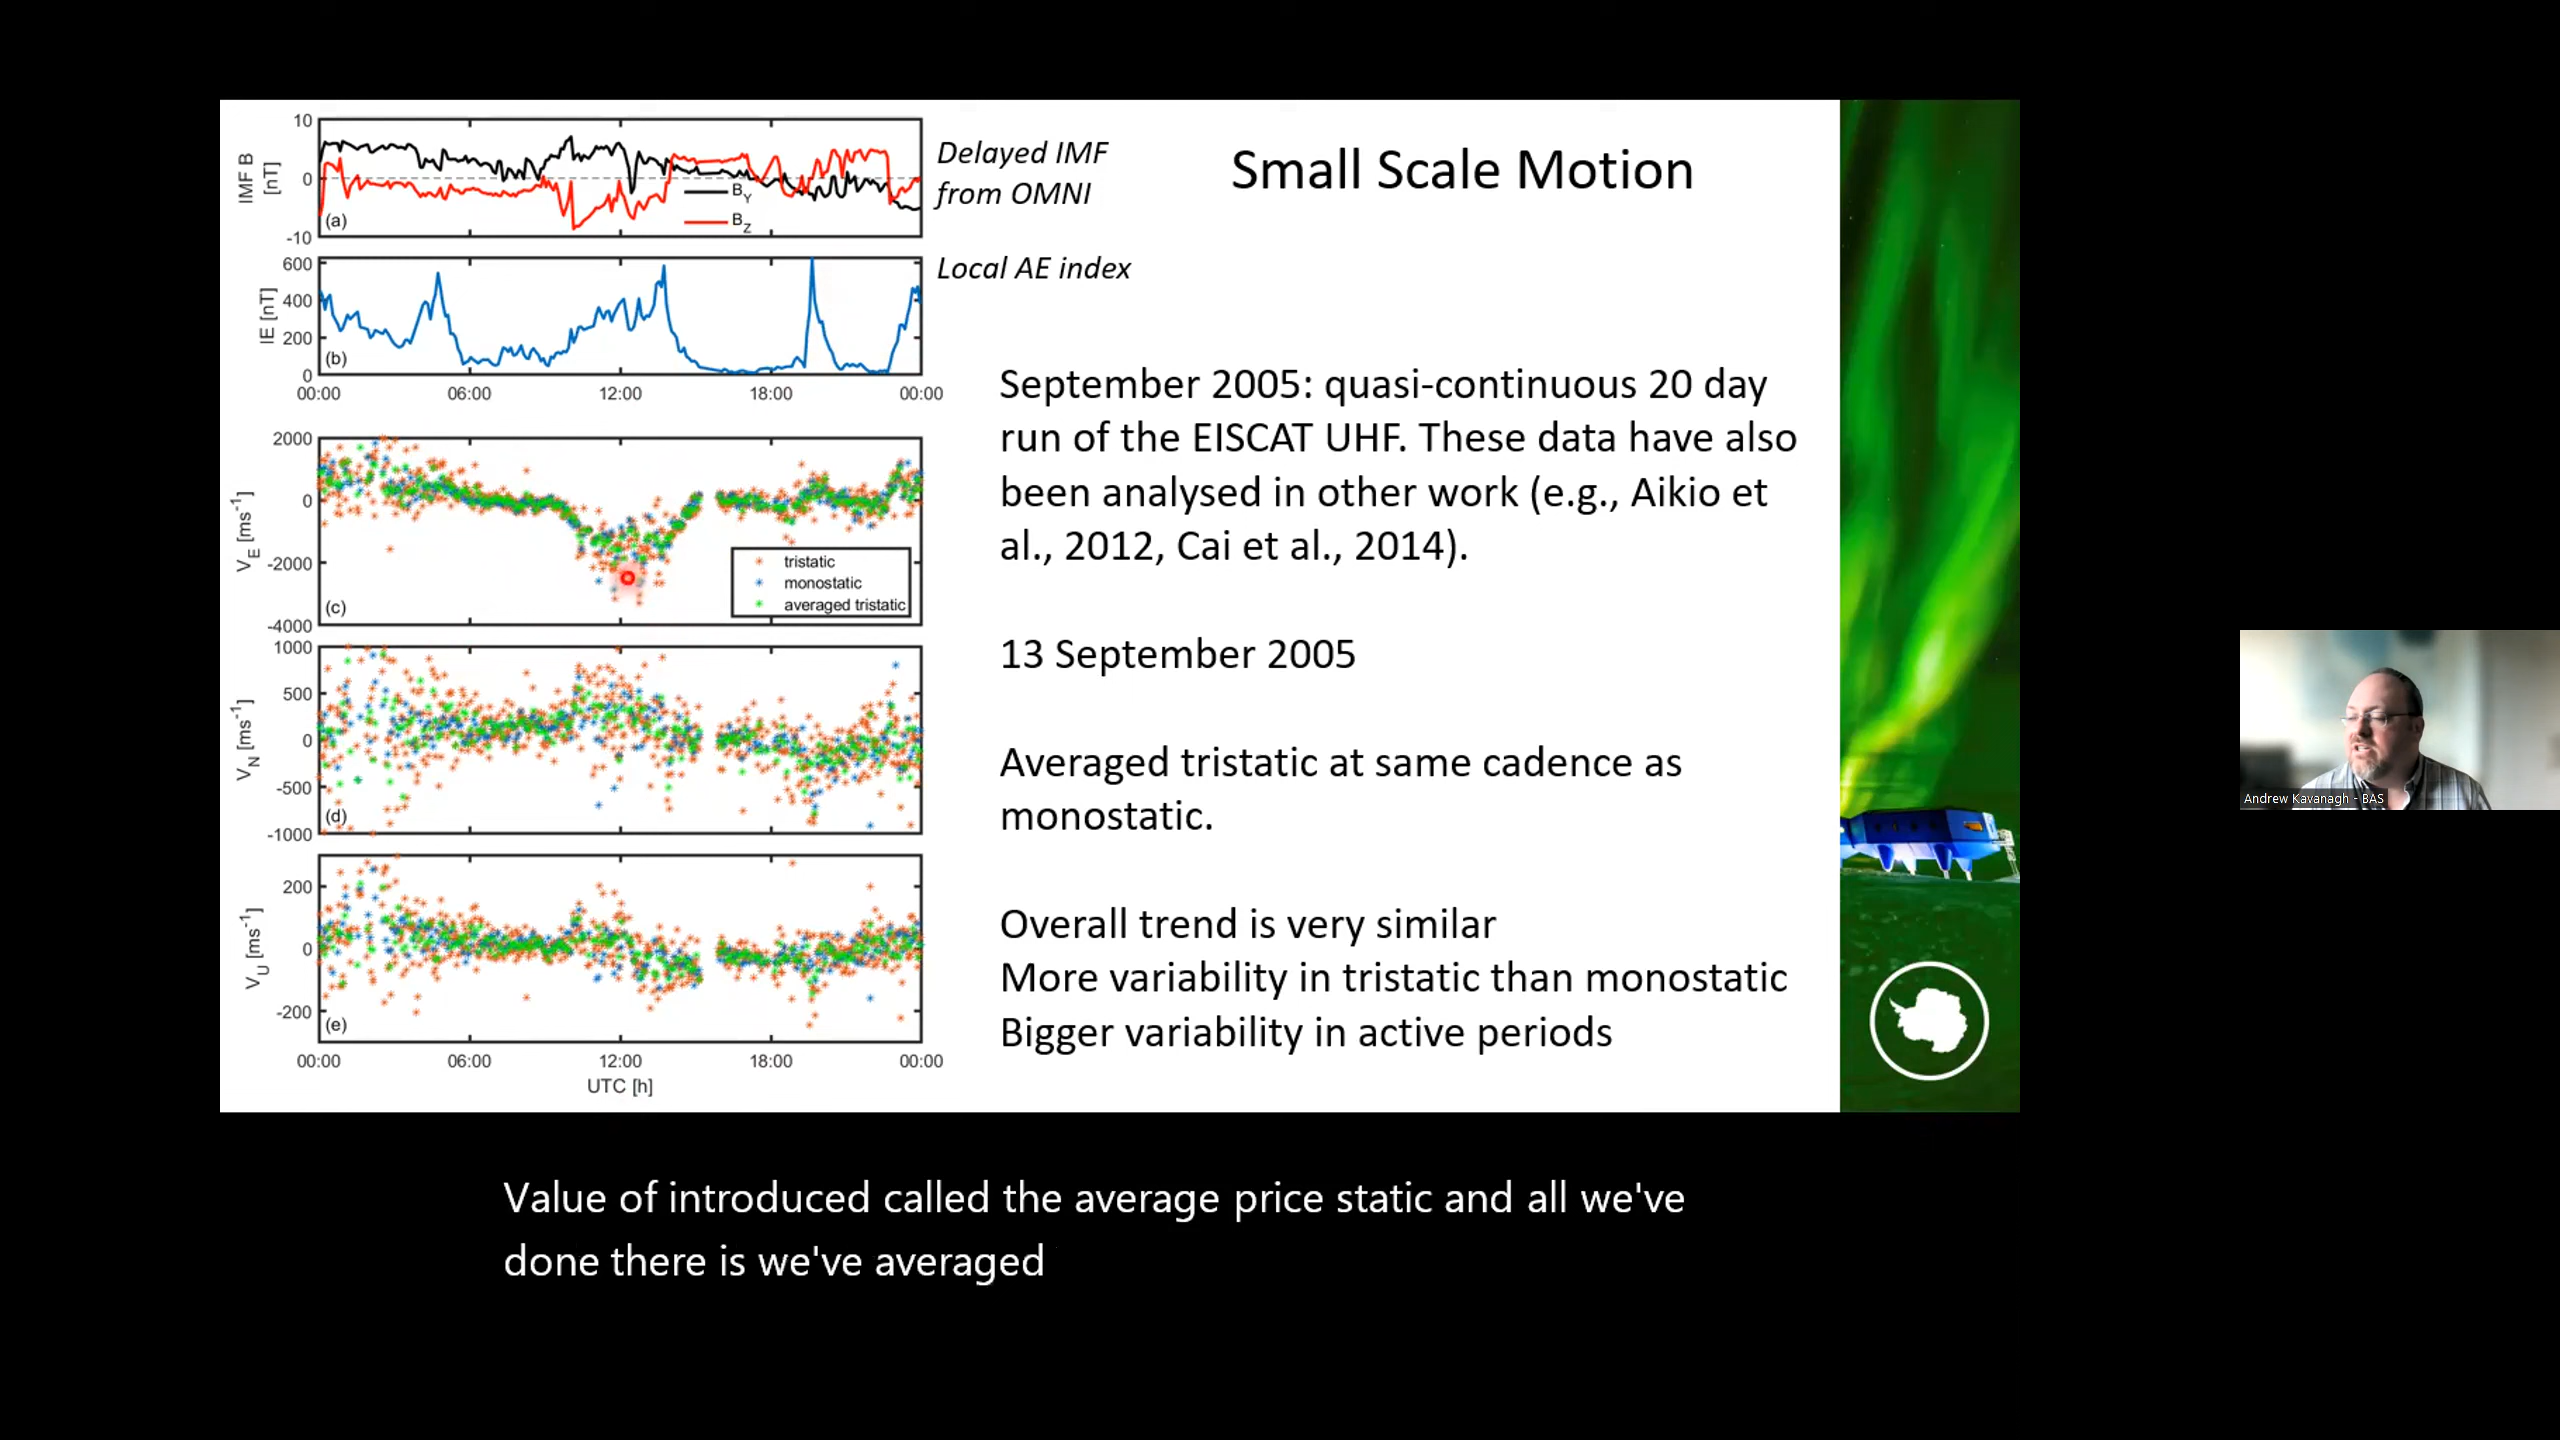 10
0
-10
IMF B
[nT]
B_Y
B_Z
(a)
Delayed IMF
from OMNI
Small Scale Motion
600
400
200
0
IE [nT]
(b)
Local AE index
00:00 06:00 12:00 18:00 00:00
2000
0
-2000
-4000
V_E [ms^-1]
tristatic
monostatic
averaged tristatic
(c)
1000
500
0
-500
-1000
V_N [ms^-1]
(d)
200
0
-200
V_U [ms^-1]
(e)
00:00 06:00 12:00 18:00 00:00
UTC [h]
September 2005: quasi-continuous 20 day
run of the EISCAT UHF. These data have also
been analysed in other work (e.g., Aikio et
al., 2012, Cai et al., 2014).
13 September 2005
Averaged tristatic at same cadence as
monostatic.
Overall trend is very similar
More variability in tristatic than monostatic
Bigger variability in active periods
Andrew Kavanagh - BAS
Value of introduced called the average price static and all we've
done there is we've averaged